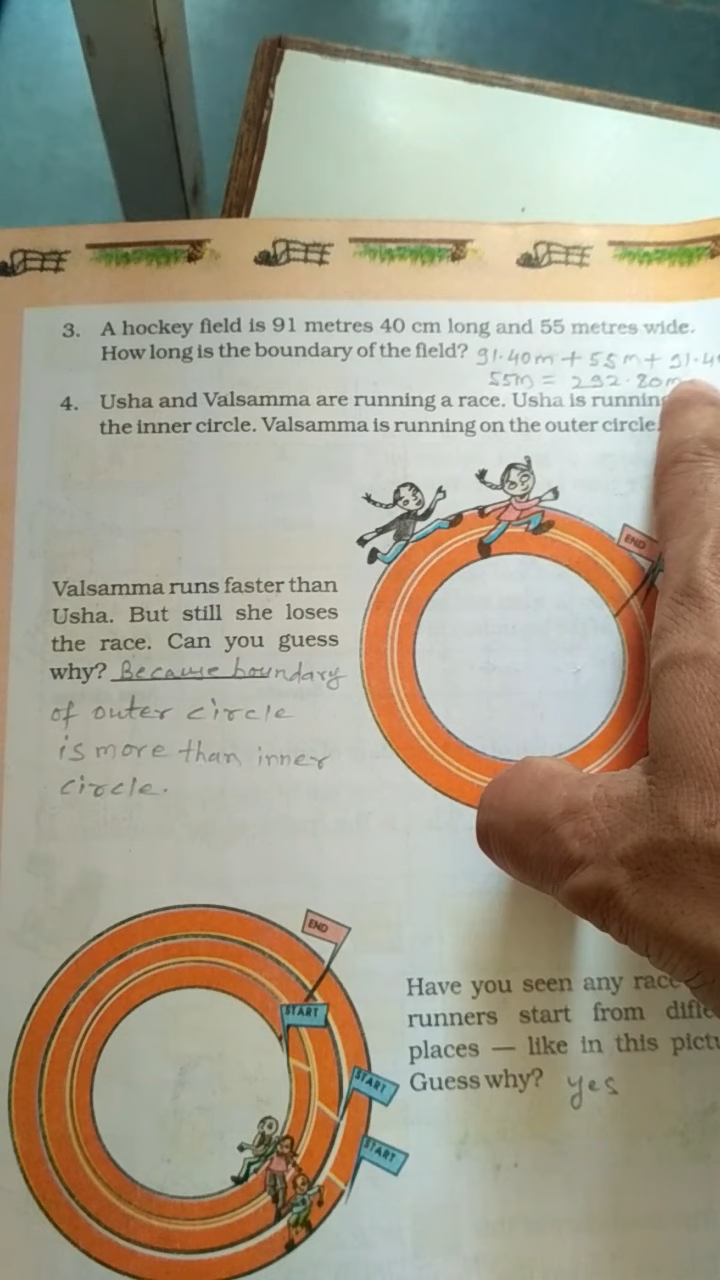 3. A hockey field is 91 metres 40 cm long and 55 metres wide.
How long is the boundary of the field? 91.40m + 55m + 91.4
55m = 292.80m
4. Usha and Valsamma are running a race. Usha is running
the inner circle. Valsamma is running on the outer circle.
END
Valsamma runs faster than
Usha. But still she loses
the race. Can you guess
why? Because boundary
of outer circle
is more than inner
circle.
END
START
START
START
Have you seen any race
runners start from
places — like in this
Guess why? yes